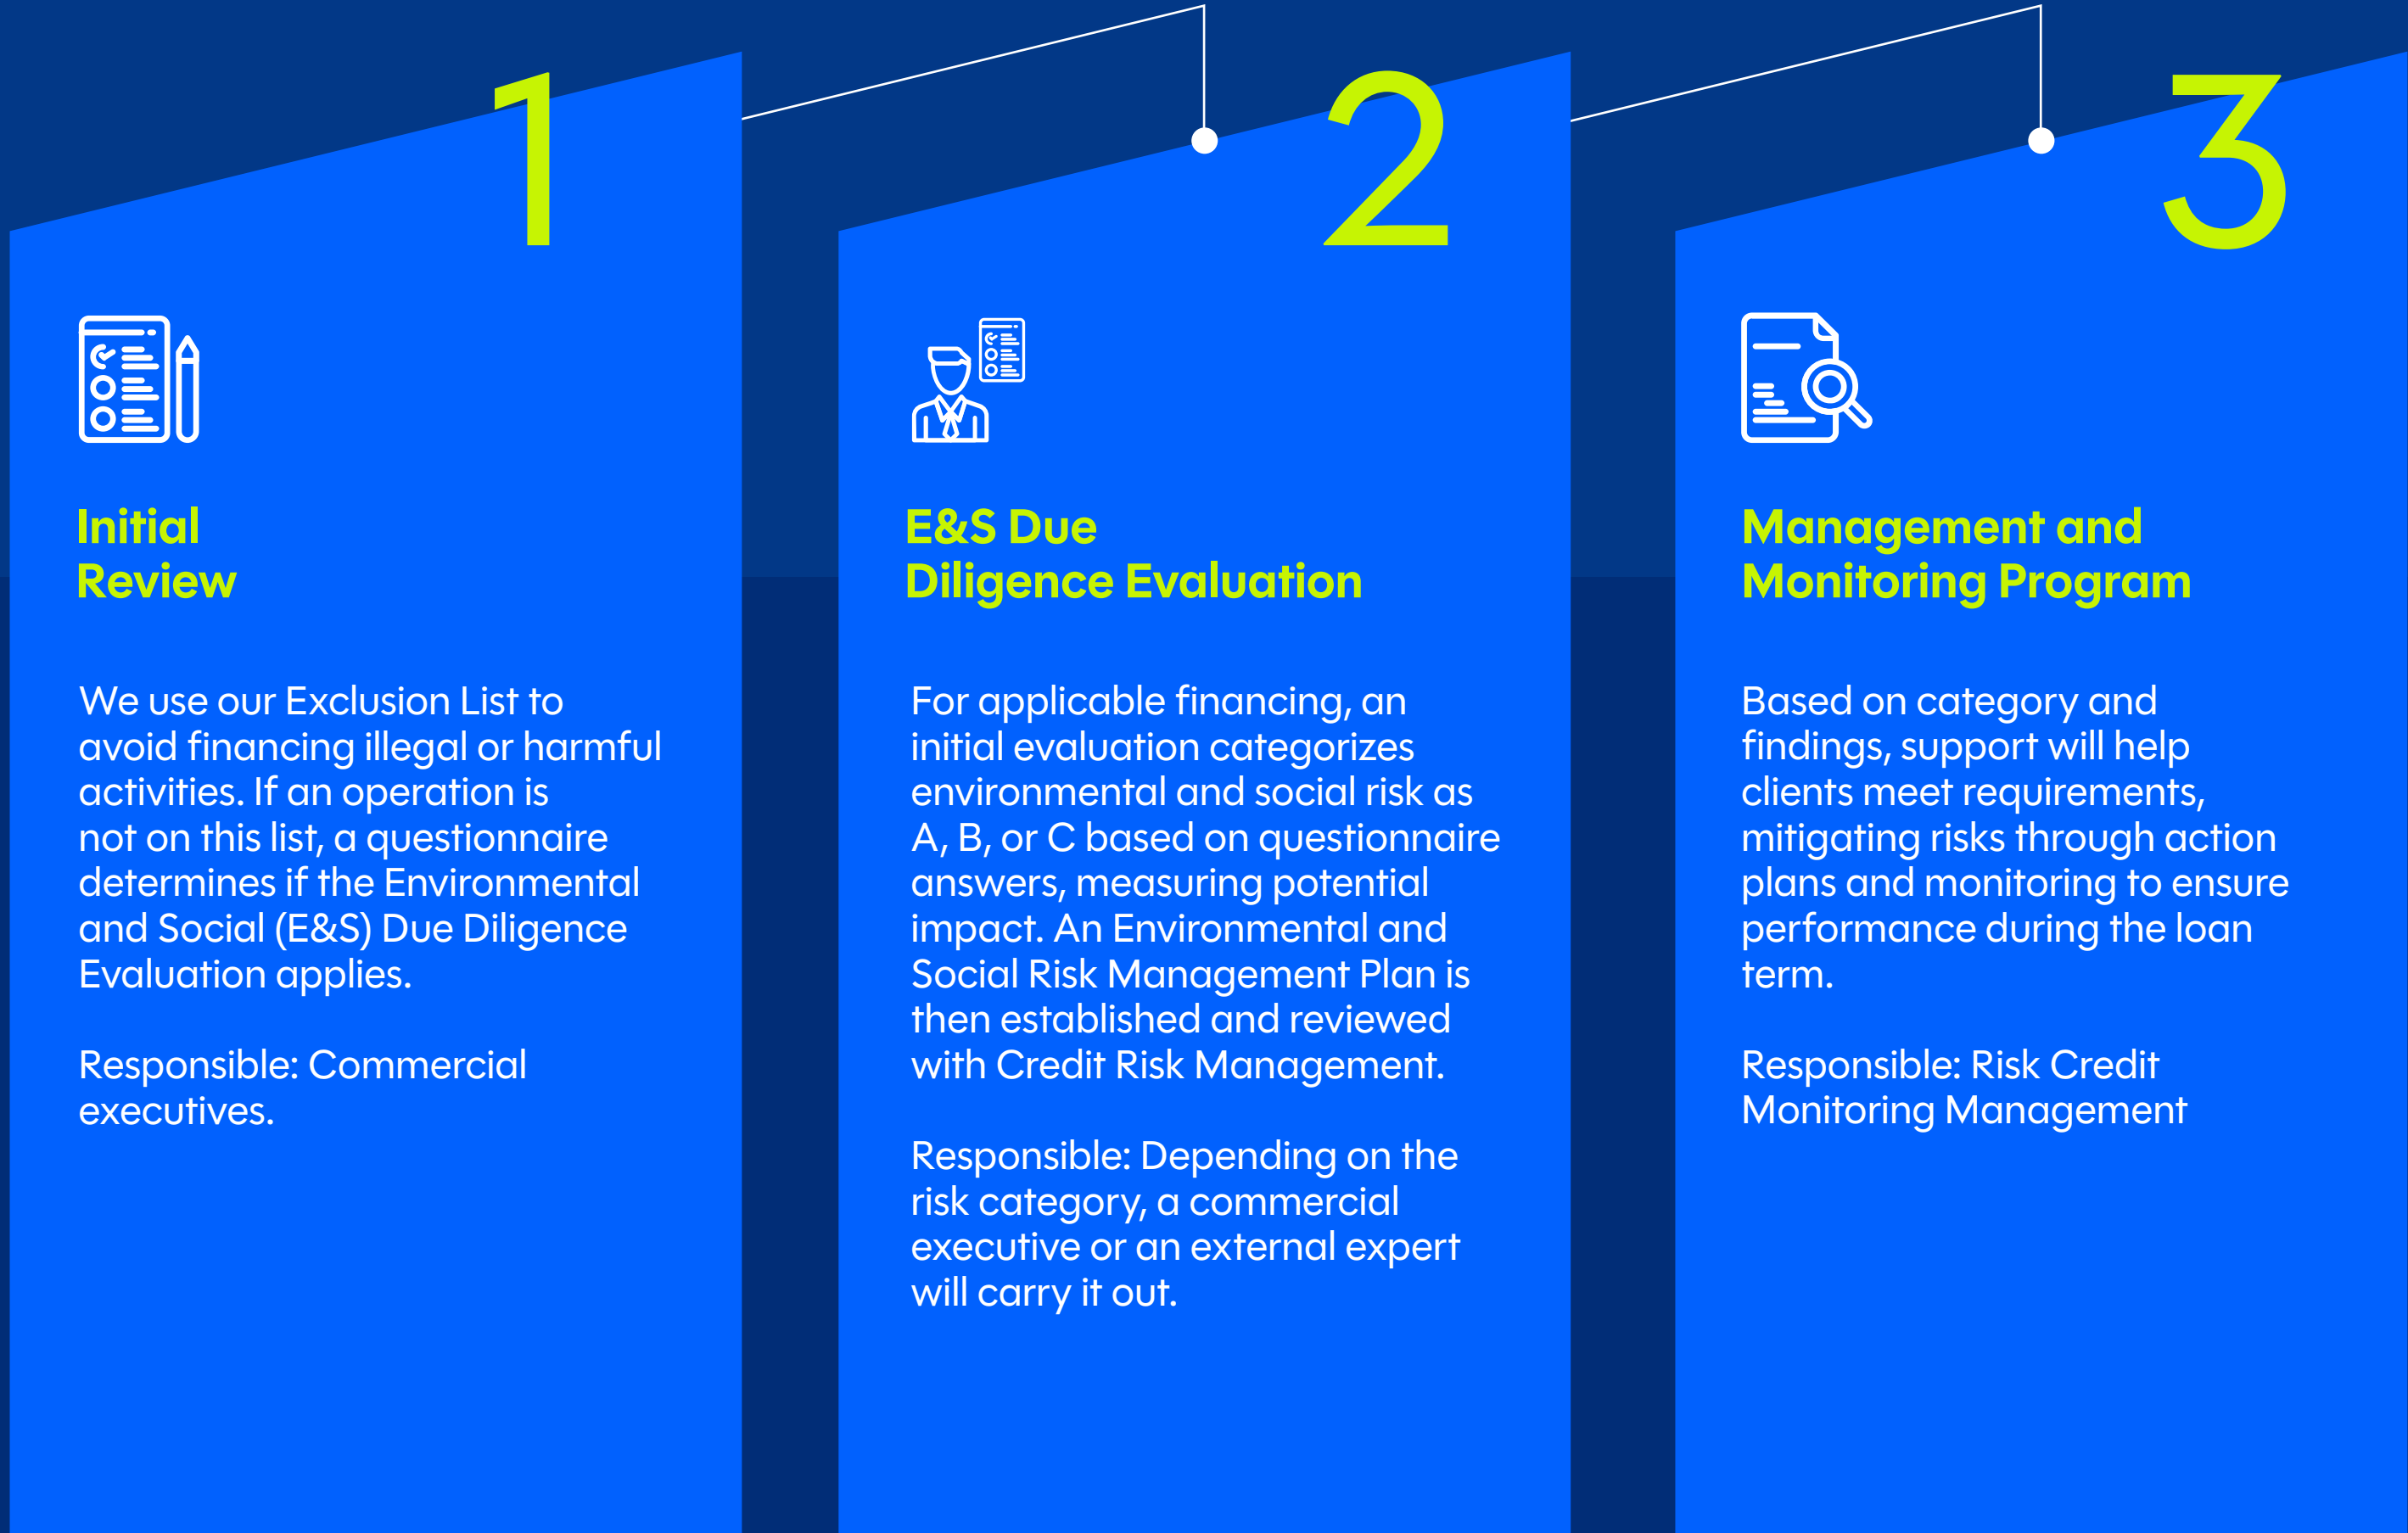 1
Initial
Review
We use our Exclusion List to
avoid financing illegal or harmful
activities. If an operation is
not on this list, a questionnaire
determines if the Environmental
and Social (E&S) Due Diligence
Evaluation applies.
Responsible: Commercial
executives.
2
E&S Due
Diligence Evaluation
For applicable financing, an
initial evaluation categorizes
environmental and social risk as
A, B, or C based on questionnaire
answers, measuring potential
impact. An Environmental and
Social Risk Management Plan is
then established and reviewed
with Credit Risk Management.
Responsible: Depending on the
risk category, a commercial
executive or an external expert
will carry it out.
3
Management and
Monitoring Program
Based on category and
findings, support will help
clients meet requirements,
mitigating risks through action
plans and monitoring to ensure
performance during the loan
term.
Responsible: Risk Credit
Monitoring Management